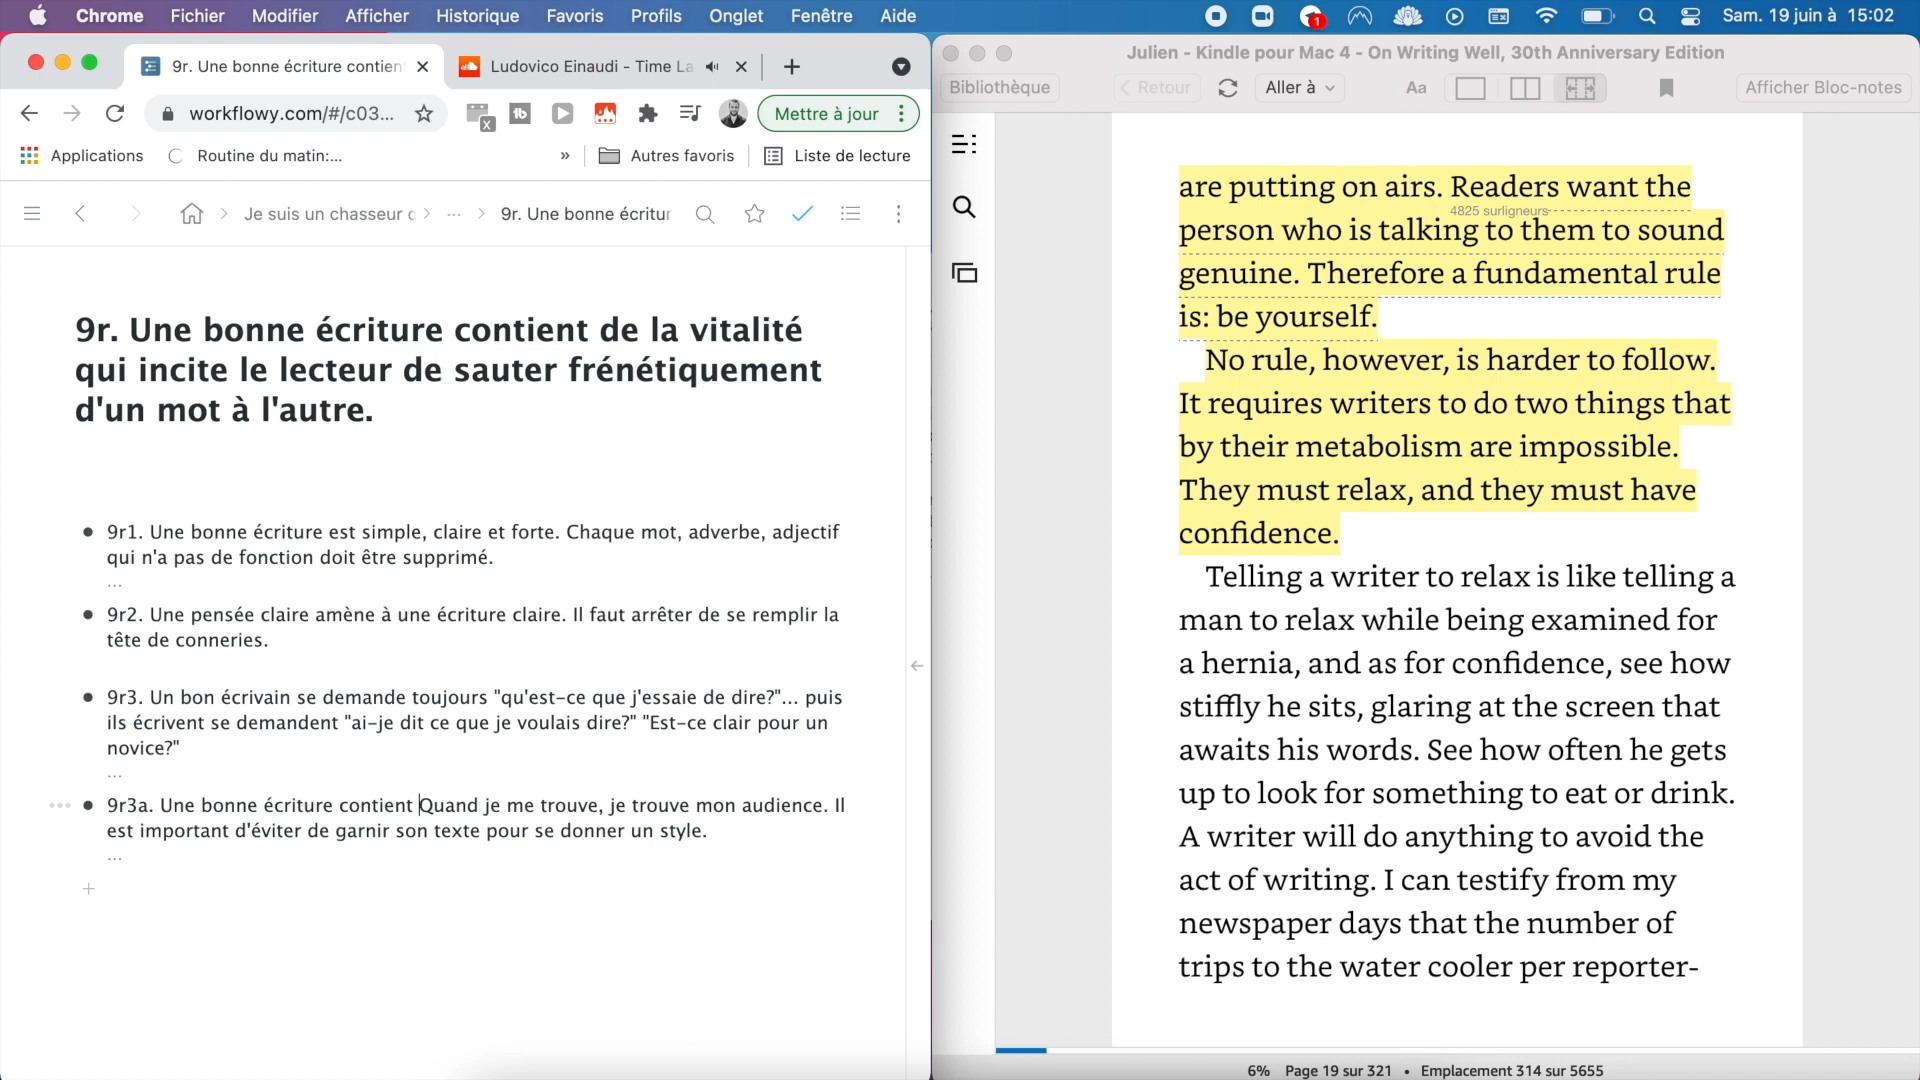 Chrome Fichier Modifier Afficher Historique Favoris Profils Onglet Fenêtre Aide
1
Sam. 19 juin à 15:02
9r. Une bonne écriture contien
Ludovico Einaudi - Time La
workflowy.com/#/c03...
Mettre à jour
Applications
Routine du matin:...
»
Autres favoris
Liste de lecture
Je suis un chasseur
...
9r. Une bonne écritur
9r. Une bonne écriture contient de la vitalité
qui incite le lecteur de sauter frénétiquement
d'un mot à l'autre.
9r1. Une bonne écriture est simple, claire et forte. Chaque mot, adverbe, adjectif
qui n'a pas de fonction doit être supprimé.
...
9r2. Une pensée claire amène à une écriture claire. Il faut arrêter de se remplir la
tête de conneries.
9r3. Un bon écrivain se demande toujours "qu'est-ce que j'essaie de dire?"... puis
ils écrivent se demandent "ai-je dit ce que je voulais dire?" "Est-ce clair pour un
novice?"
...
9r3a. Une bonne écriture contient Quand je me trouve, je trouve mon audience. Il
est important d'éviter de garnir son texte pour se donner un style.
...
Julien - Kindle pour Mac 4 - On Writing Well, 30th Anniversary Edition
Bibliothèque
Retour
Aller à
Aa
Afficher Bloc-notes
are putting on airs. Readers want the
4825 surligneurs
person who is talking to them to sound
genuine. Therefore a fundamental rule
is: be yourself.
No rule, however, is harder to follow.
It requires writers to do two things that
by their metabolism are impossible.
They must relax, and they must have
confidence.
Telling a writer to relax is like telling a
man to relax while being examined for
a hernia, and as for confidence, see how
stiffly he sits, glaring at the screen that
awaits his words. See how often he gets
up to look for something to eat or drink.
A writer will do anything to avoid the
act of writing. I can testify from my
newspaper days that the number of
trips to the water cooler per reporter-
6% Page 19 sur 321 • Emplacement 314 sur 5655